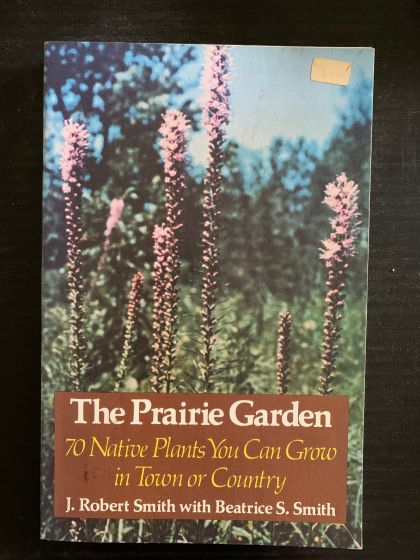 The Prairie Garden
70 Native Plants You Can Grow
in Town or Country
J. Robert Smith with Beatrice S. Smith